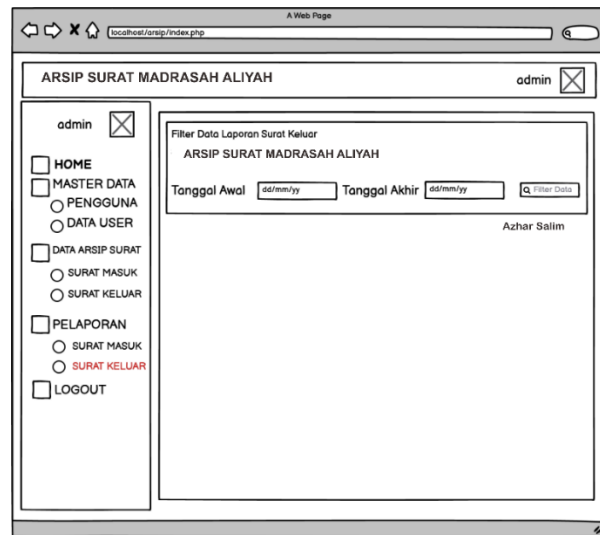 A Web Page
localhost/arsip/index.php
ARSIP SURAT MADRASAH ALIYAH
admin
admin
HOME
MASTER DATA
PENGGUNA
DATA USER
DATA ARSIP SURAT
SURAT MASUK
SURAT KELUAR
PELAPORAN
SURAT MASUK
SURAT KELUAR
LOGOUT
Filter Data Laporan Surat Keluar
ARSIP SURAT MADRASAH ALIYAH
Tanggal Awal dd/mm/yy Tanggal Akhir dd/mm/yy Filter Data
Azhar Salim